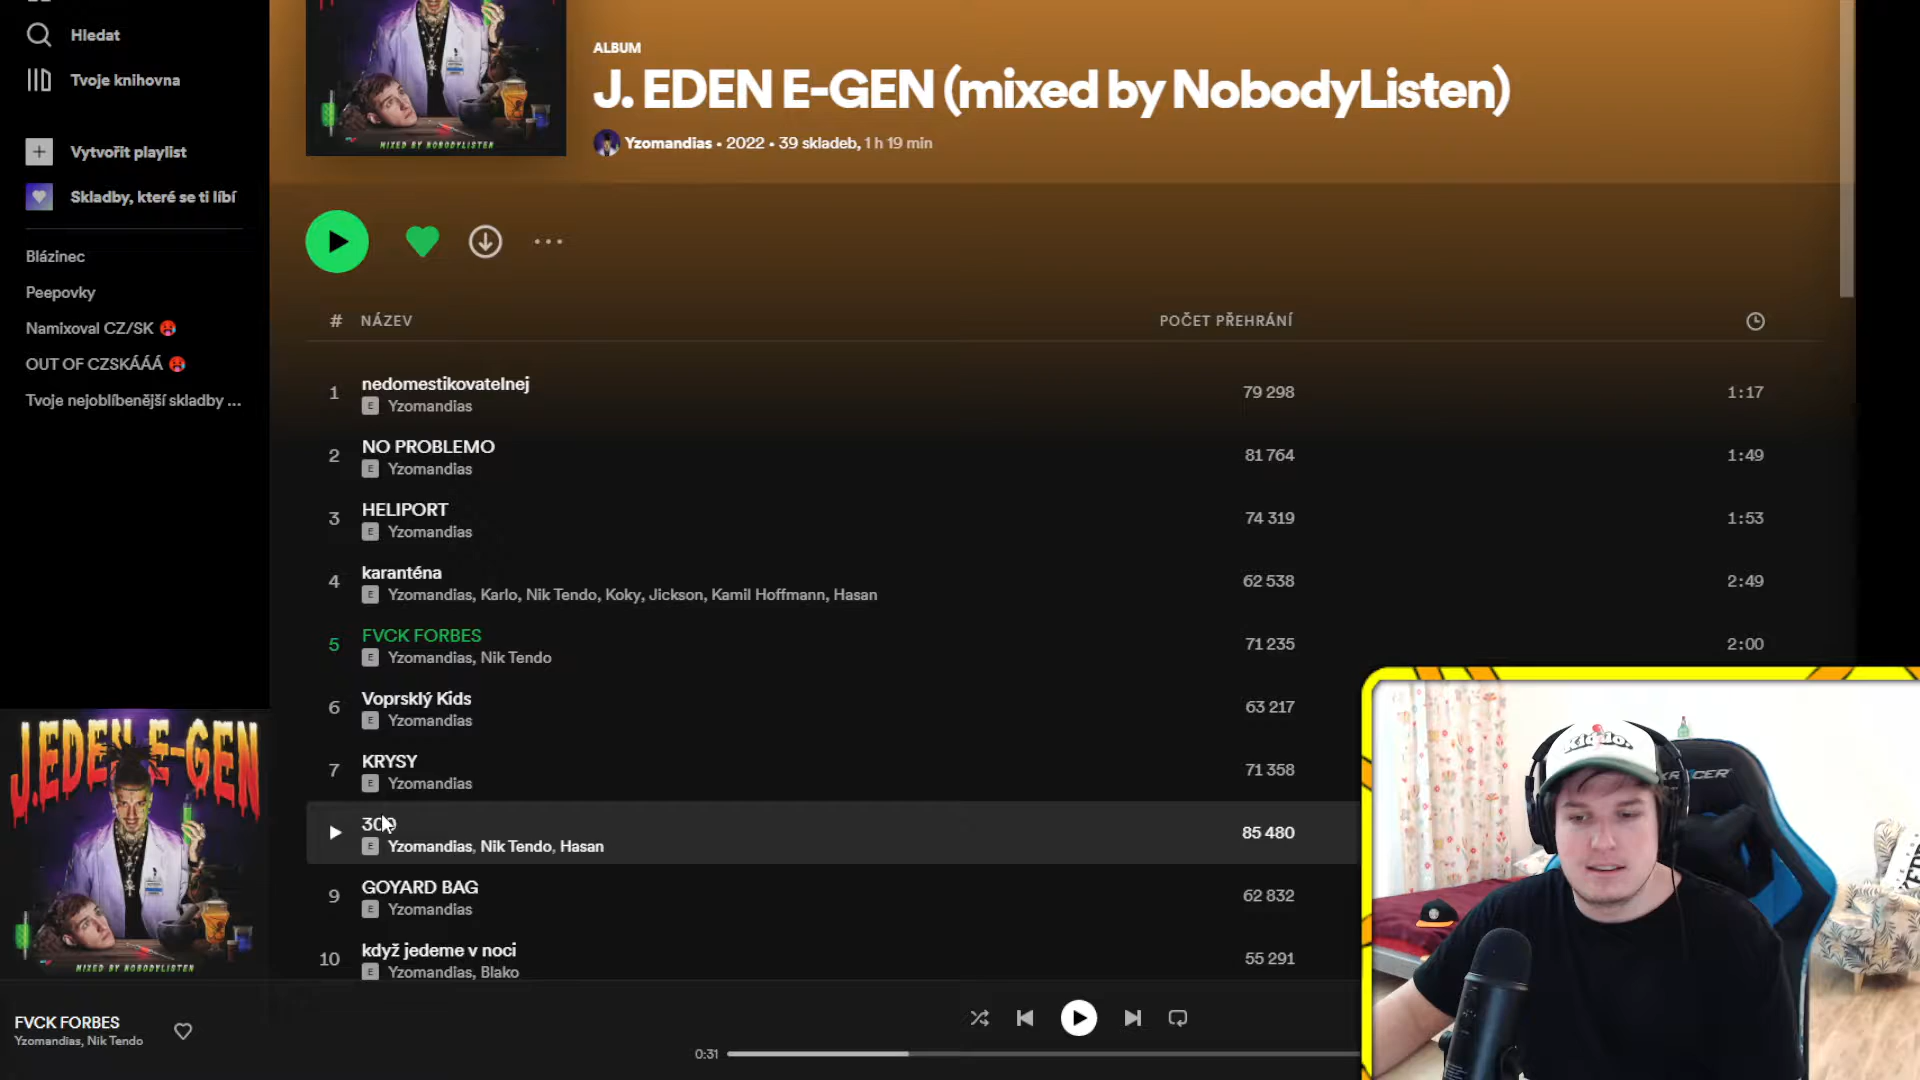 Hledat
Tvoje knihovna
Vytvořit playlist
Skladby, které se ti líbí
Blázinec
Peepovky
Namixoval CZ/SK
OUT OF CZSKÁÁÁ
Tvoje nejoblíbenější skladby ...
MIXED BY NOBODYLISTEN
ALBUM
J. EDEN E-GEN (mixed by NobodyListen)
Yzomandias • 2022 • 39 skladeb, 1 h 19 min
# NÁZEV POČET PŘEHRÁNÍ
1 nedomestikovatelnej 79 298 1:17
E Yzomandias
2 NO PROBLEMO 81 764 1:49
E Yzomandias
3 HELIPORT 74 319 1:53
E Yzomandias
4 karanténa 62 538 2:49
E Yzomandias, Karlo, Nik Tendo, Koky, Jickson, Kamil Hoffmann, Hasan
5 FVCK FORBES 71 235 2:00
E Yzomandias, Nik Tendo
6 Voprsklý Kids 63 217
E Yzomandias
7 KRYSY 71 358
E Yzomandias
300 85 480
E Yzomandias, Nik Tendo, Hasan
9 GOYARD BAG 62 832
E Yzomandias
10 když jedeme v noci 55 291
E Yzomandias, Blako
J.EDEN E-GEN
MIXED BY NOBODYLISTEN
FVCK FORBES
Yzomandias, Nik Tendo
0:31